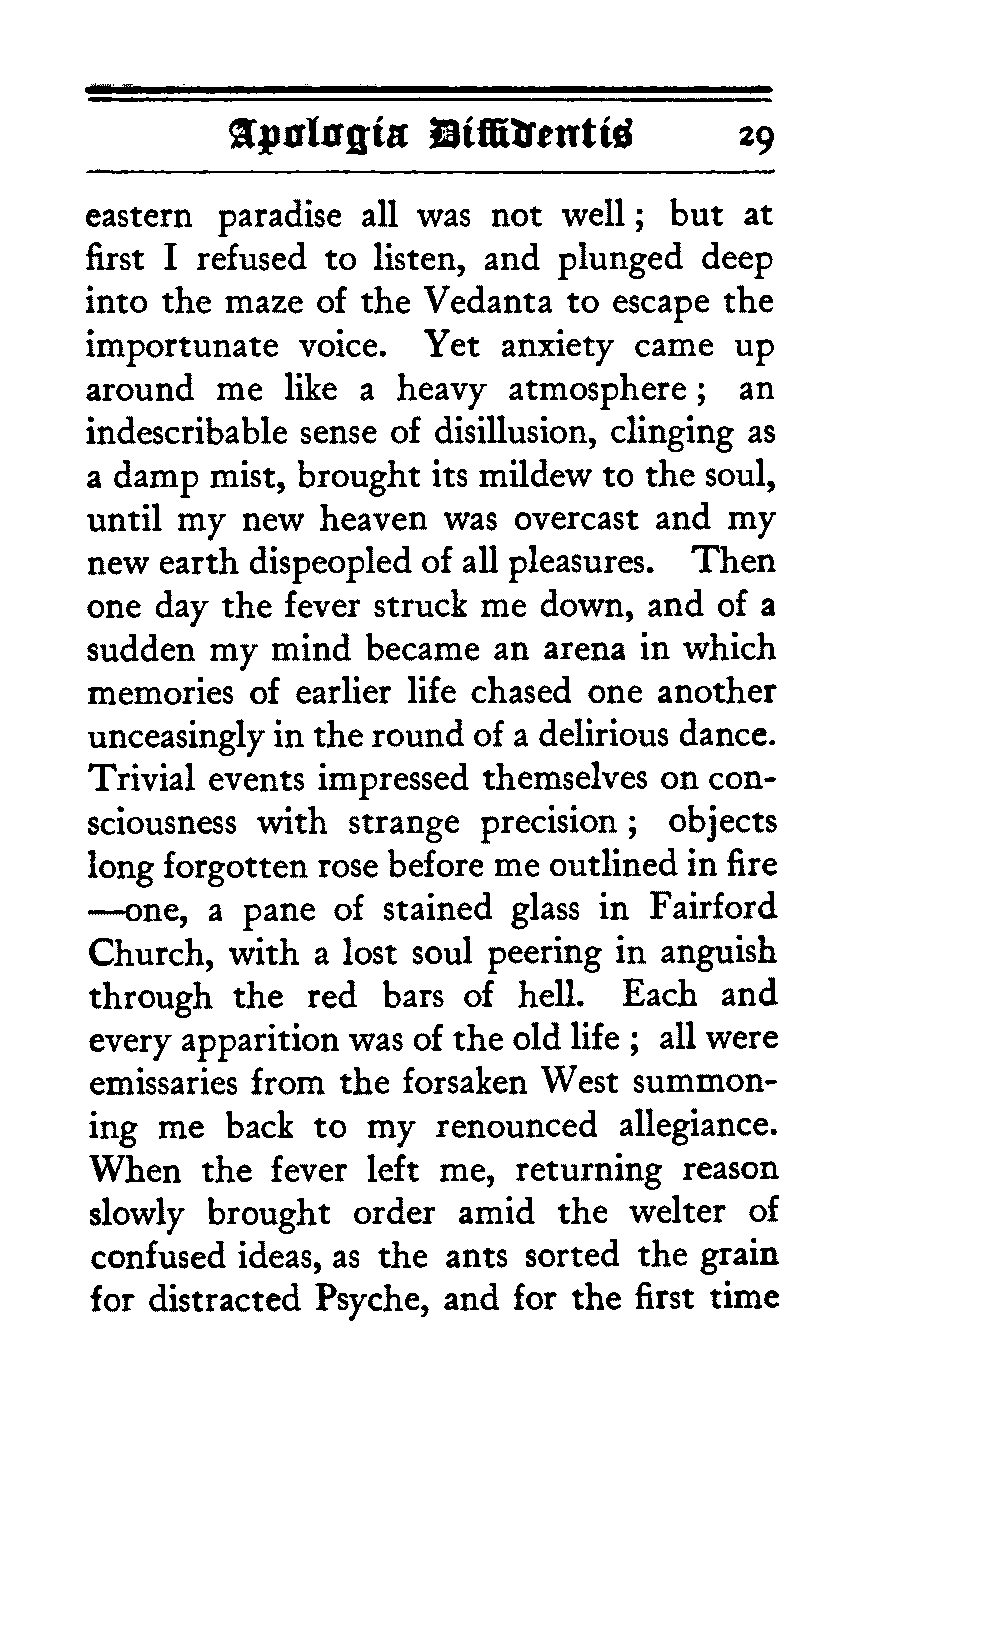 Apologia Diffidentis 29
eastern paradise all was not well ; but at
first I refused to listen, and plunged deep
into the maze of the Vedanta to escape the
importunate voice. Yet anxiety came up
around me like a heavy atmosphere ; an
indescribable sense of disillusion, clinging as
a damp mist, brought its mildew to the soul,
until my new heaven was overcast and my
new earth dispeopled of all pleasures. Then
one day the fever struck me down, and of a
sudden my mind became an arena in which
memories of earlier life chased one another
unceasingly in the round of a delirious dance.
Trivial events impressed themselves on con-
sciousness with strange precision ; objects
long forgotten rose before me outlined in fire
—one, a pane of stained glass in Fairford
Church, with a lost soul peering in anguish
through the red bars of hell. Each and
every apparition was of the old life ; all were
emissaries from the forsaken West summon-
ing me back to my renounced allegiance.
When the fever left me, returning reason
slowly brought order amid the welter of
confused ideas, as the ants sorted the grain
for distracted Psyche, and for the first time